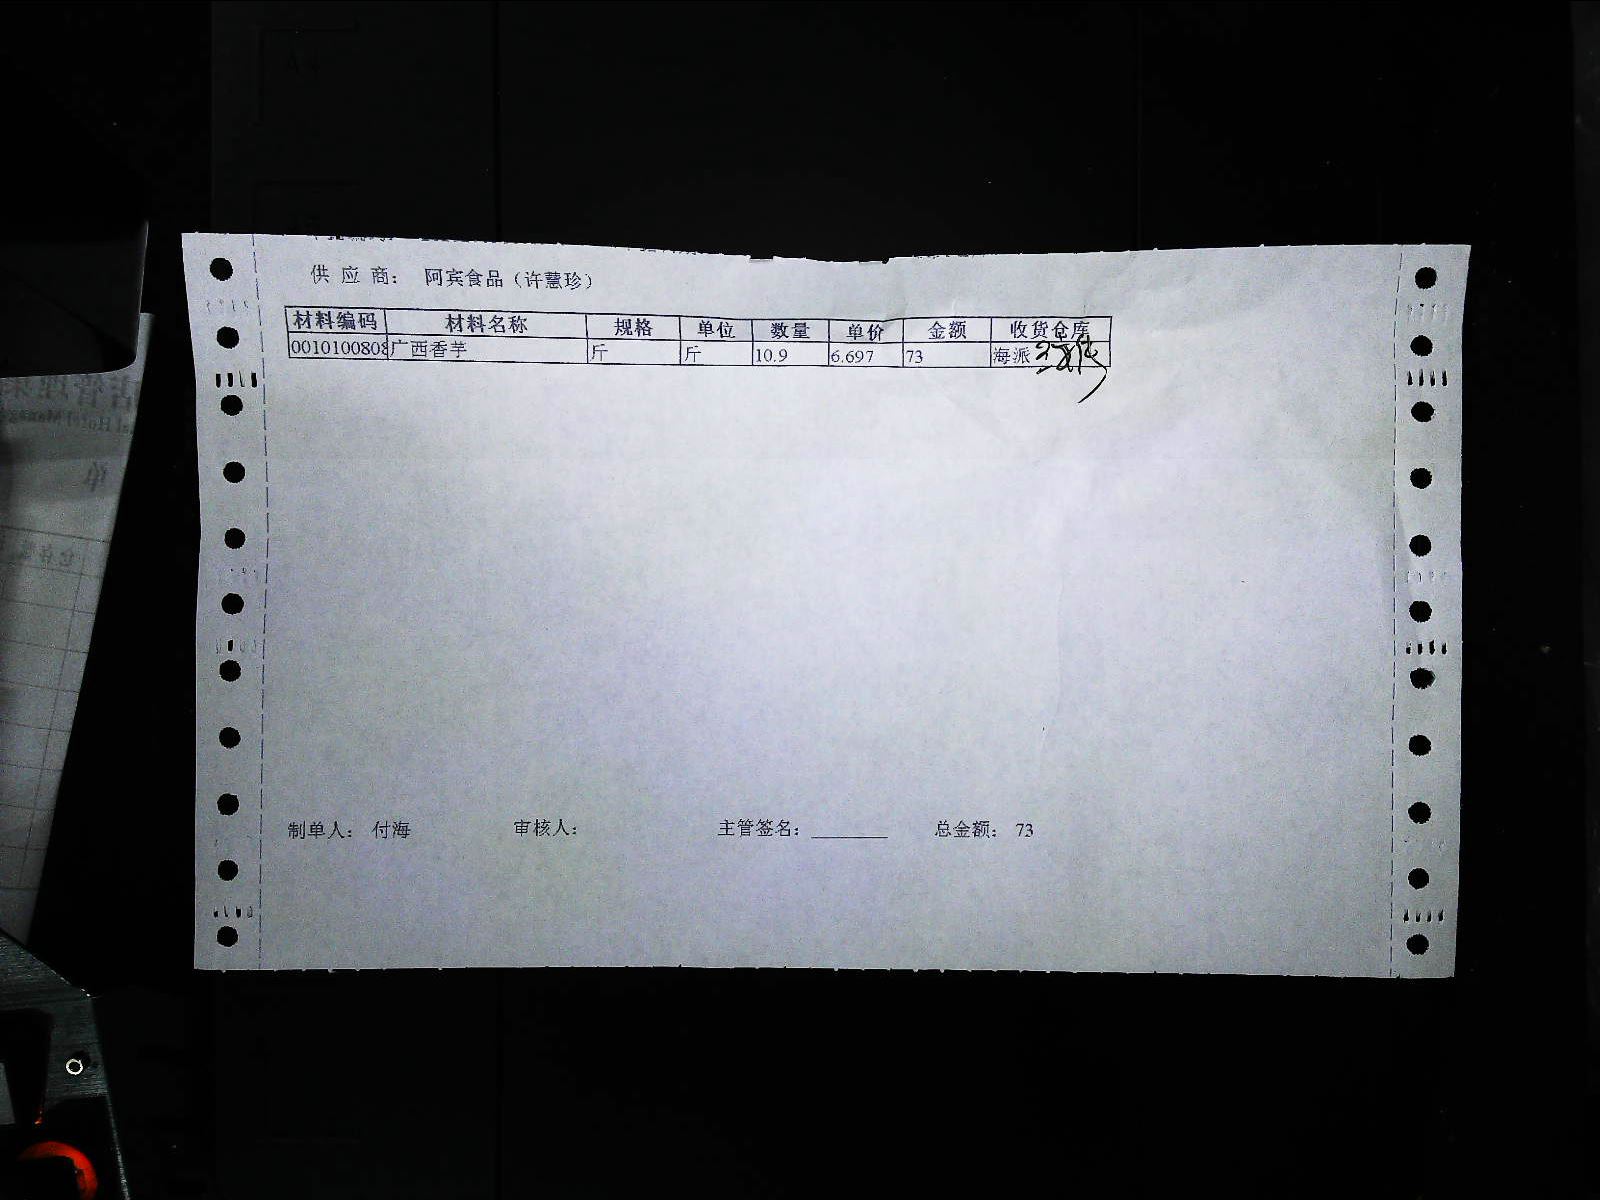 供 应 商： 阿宾食品（许慧珍）
材料编码 材料名称 规格 单位 数量 单价 金额 收货仓库
0010100808 广西香芋 斤 斤 10.9 6.697 73 海派
制单人： 付海 审核人： 主管签名： 总金额： 73